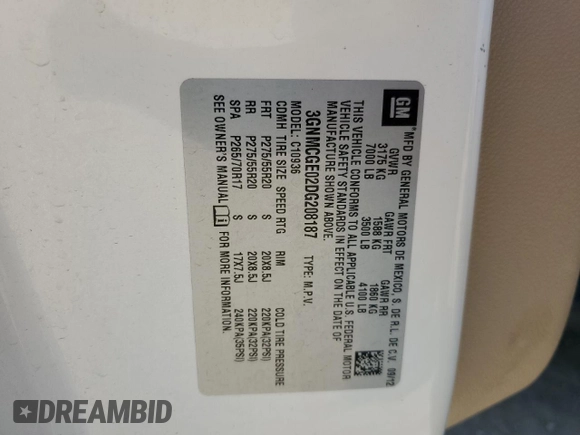 GM
MFD BY GENERAL MOTORS DE MEXICO, S. DE R.L. DE C.V. 09/12
GVWR GAWR FRT GAWR RR
3175 KG 1588 KG 1860 KG
7000 LB 3500 LB 4100 LB
THIS VEHICLE CONFORMS TO ALL APPLICABLE U.S. FEDERAL MOTOR
VEHICLE SAFETY STANDARDS IN EFFECT ON THE DATE OF
MANUFACTURE SHOWN ABOVE.
3GNMCGE02DG208187 TYPE: M.P.V.
MODEL: C10936
CDMH TIRE SIZE SPEED RTG RIM COLD TIRE PRESSURE
FRT P275/55R20 S 20X8.5J 220KPA(32PSI)
RR P275/55R20 S 20X8.5J 220KPA(32PSI)
SPA P265/70R17 S 17X7.5J 240KPA(35PSI)
SEE OWNER'S MANUAL i FOR MORE INFORMATION.
DREAMBID